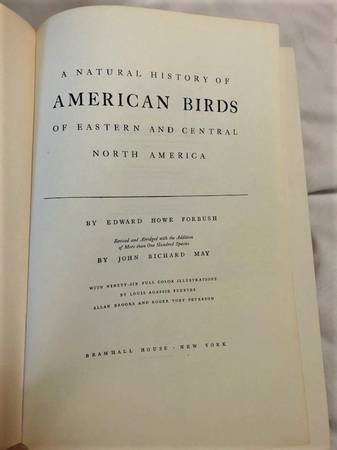 A NATURAL HISTORY OF
AMERICAN BIRDS
OF EASTERN AND CENTRAL
NORTH AMERICA
BY EDWARD HOWE FORBUSH
Revised and Abridged with the Addition
of More than One Hundred Species
BY JOHN RICHARD MAY
WITH NINETY-SIX FULL COLOR ILLUSTRATIONS
BY LOUIS AGASSIZ FUERTES
ALLAN BROOKS AND ROGER TORY PETERSON
BRAMHALL HOUSE · NEW YORK